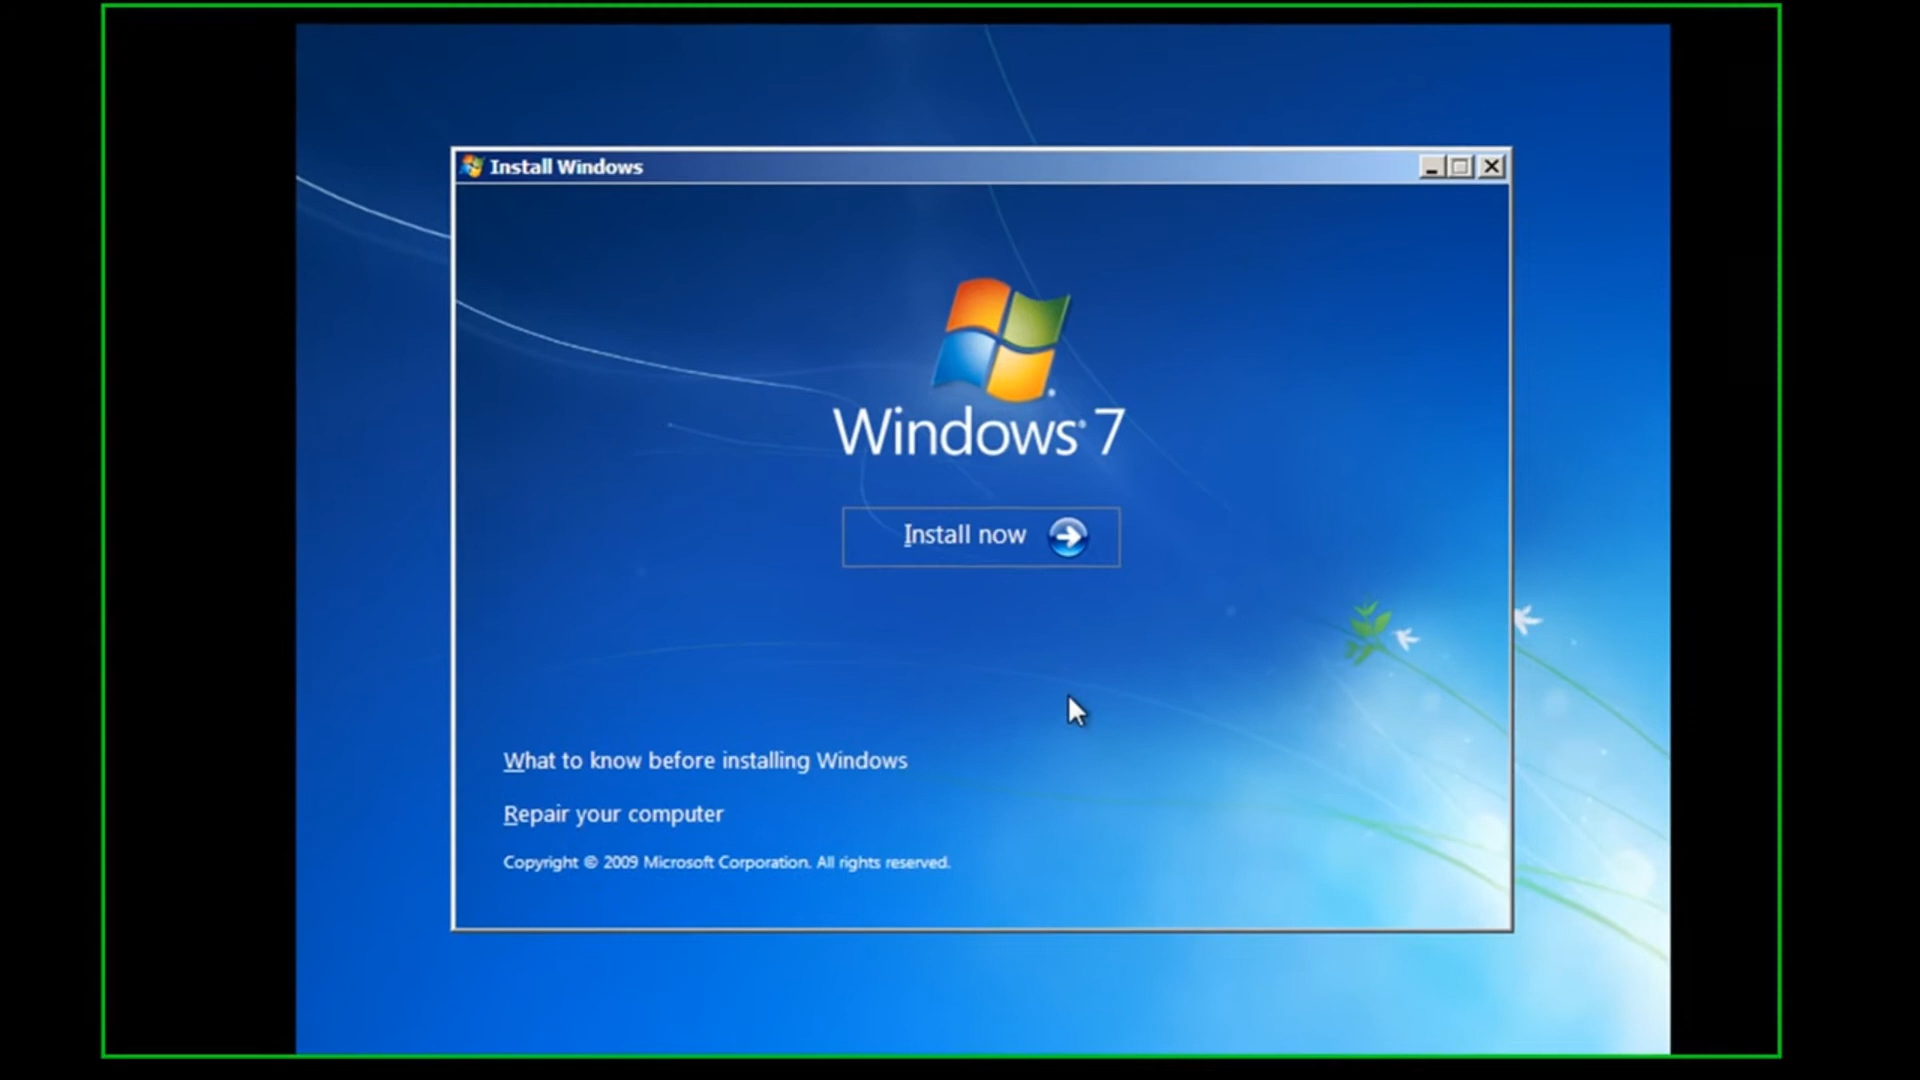 Install Windows
Windows® 7
Install now
What to know before installing Windows
Repair your computer
Copyright © 2009 Microsoft Corporation. All rights reserved.